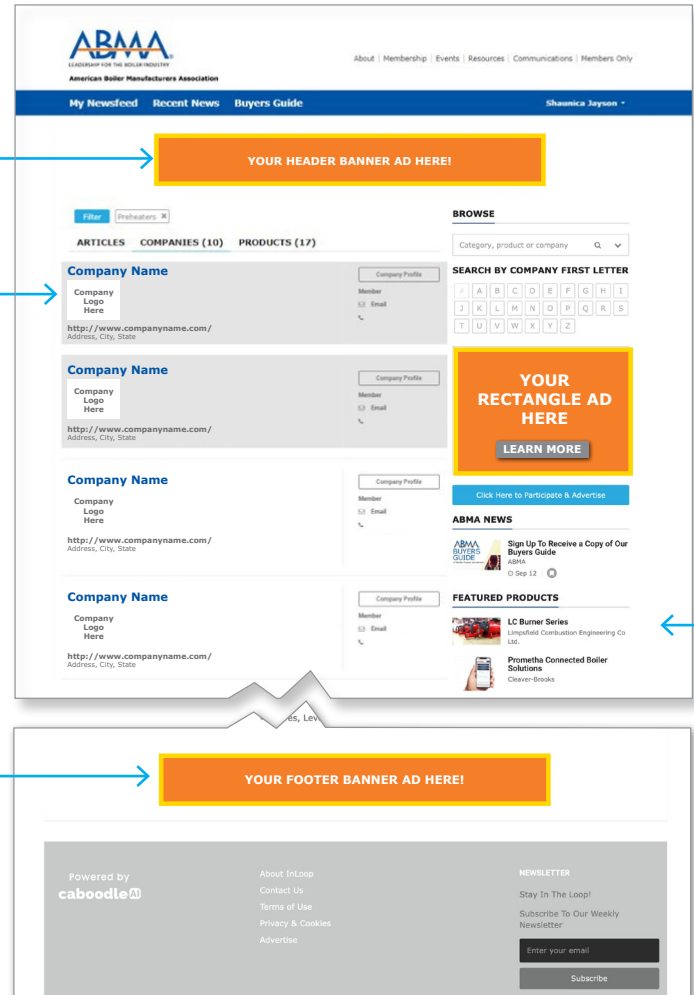 ABMA
LEADERSHIP FOR THE BOILER INDUSTRY
American Boiler Manufacturers Association
About | Membership | Events | Resources | Communications | Members Only
My Newsfeed Recent News Buyers Guide Shaunica Jayson
YOUR HEADER BANNER AD HERE!
Filter Preheaters X
ARTICLES COMPANIES (10) PRODUCTS (17)
Company Name
Company
Logo
Here
http://www.companyname.com/
Address, City, State
Company Profile
Member
Email
Company Name
Company
Logo
Here
http://www.companyname.com/
Address, City, State
Company Profile
Member
Email
Company Name
Company
Logo
Here
http://www.companyname.com/
Address, City, State
Company Profile
Member
Email
Company Name
Company
Logo
Here
http://www.companyname.com/
Address, City, State
Company Profile
Member
Email
BROWSE
Category, product or company
SEARCH BY COMPANY FIRST LETTER
# A B C D E F G H I
J K L M N O P Q R S
T U V W X Y Z
YOUR
RECTANGLE AD
HERE
LEARN MORE
Click Here to Participate & Advertise
ABMA NEWS
ABMA
BUYERS
GUIDE
Sign Up To Receive a Copy of Our
Buyers Guide
ABMA
Sep 12
FEATURED PRODUCTS
LC Burner Series
Limpsfield Combustion Engineering Co
Ltd.
Prometha Connected Boiler
Solutions
Cleaver-Brooks
YOUR FOOTER BANNER AD HERE!
Powered by
caboodle AI
About InLoop
Contact Us
Terms of Use
Privacy & Cookies
Advertise
NEWSLETTER
Stay In The Loop!
Subscribe To Our Weekly
Newsletter
Enter your email
Subscribe